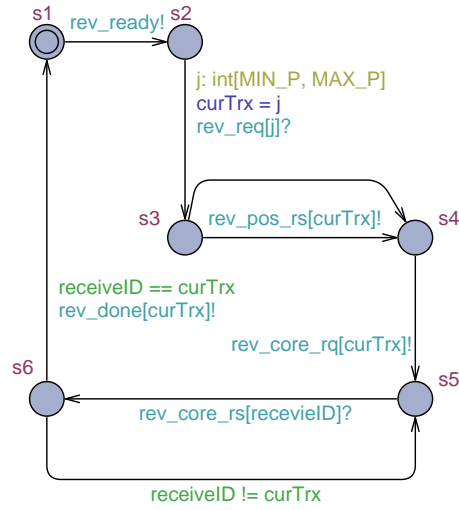 s1
rev_ready!
s2
j: int[MIN_P, MAX_P]
curTrx = j
rev_req[j]?
s3
rev_pos_rs[curTrx]!
s4
receiveID == curTrx
rev_done[curTrx]!
rev_core_rq[curTrx]!
s6
s5
rev_core_rs[recevieID]?
receiveID != curTrx